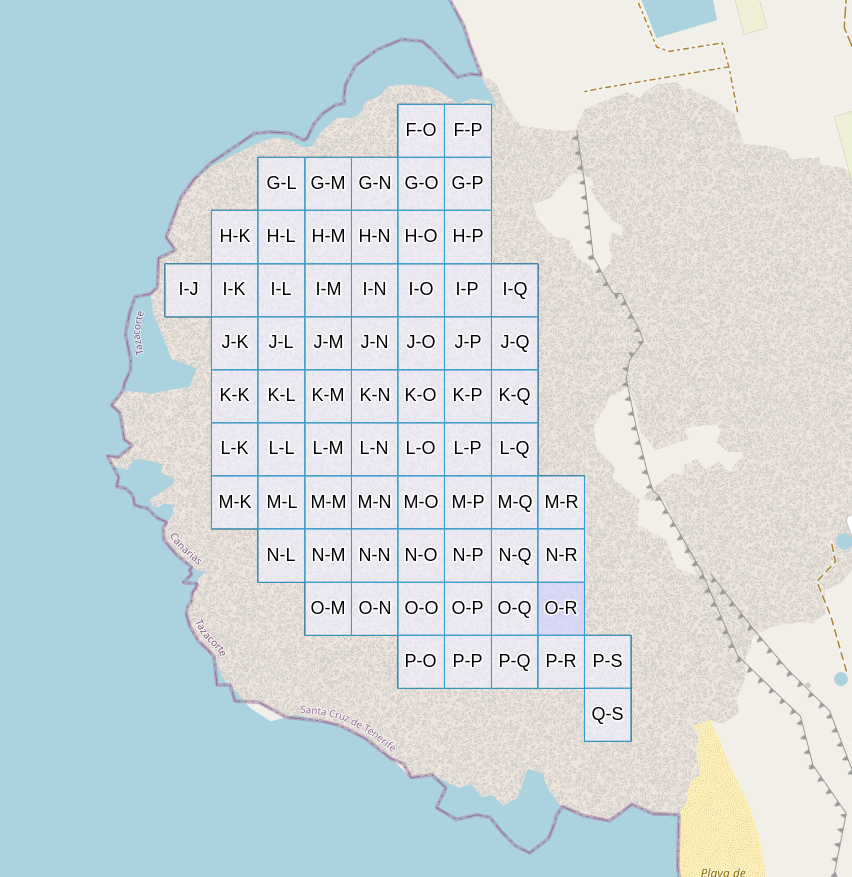 F-O F-P
G-L G-M G-N G-O G-P
H-K H-L H-M H-N H-O H-P
I-J I-K I-L I-M I-N I-O I-P I-Q
Tazacorte
J-K J-L J-M J-N J-O J-P J-Q
K-K K-L K-M K-N K-O K-P K-Q
L-K L-L L-M L-N L-O L-P L-Q
M-K M-L M-M M-N M-O M-P M-Q M-R
Canarias
N-L N-M N-N N-O N-P N-Q N-R
O-M O-N O-O O-P O-Q O-R
Tazacorte
P-O P-P P-Q P-R P-S
Q-S
Santa Cruz de Tenerife
Playa de